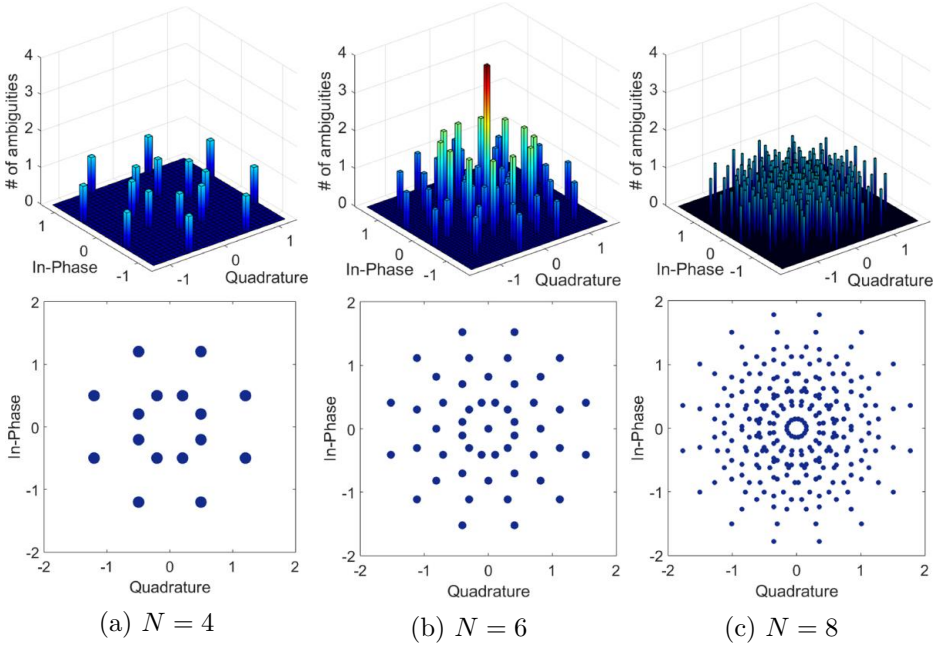 4
3
2
1
0
# of ambiguities
1
0
-1
In-Phase
-1
0
1
Quadrature
4
3
2
1
0
# of ambiguities
1
0
-1
In-Phase
-1
0
1
Quadrature
4
3
2
1
0
# of ambiguities
1
0
-1
In-Phase
-1
0
1
Quadrature
2
1
0
-1
-2
In-Phase
-2 -1 0 1 2
Quadrature
2
1
0
-1
-2
In-Phase
-2 -1 0 1 2
Quadrature
2
1
0
-1
-2
In-Phase
-2 -1 0 1 2
Quadrature
(a) N = 4
(b) N = 6
(c) N = 8